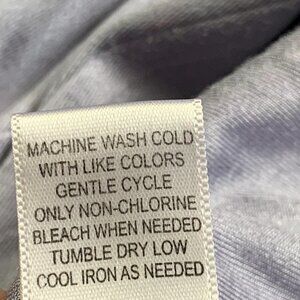 MACHINE WASH COLD
WITH LIKE COLORS
GENTLE CYCLE
ONLY NON-CHLORINE
BLEACH WHEN NEEDED
TUMBLE DRY LOW
COOL IRON AS NEEDED